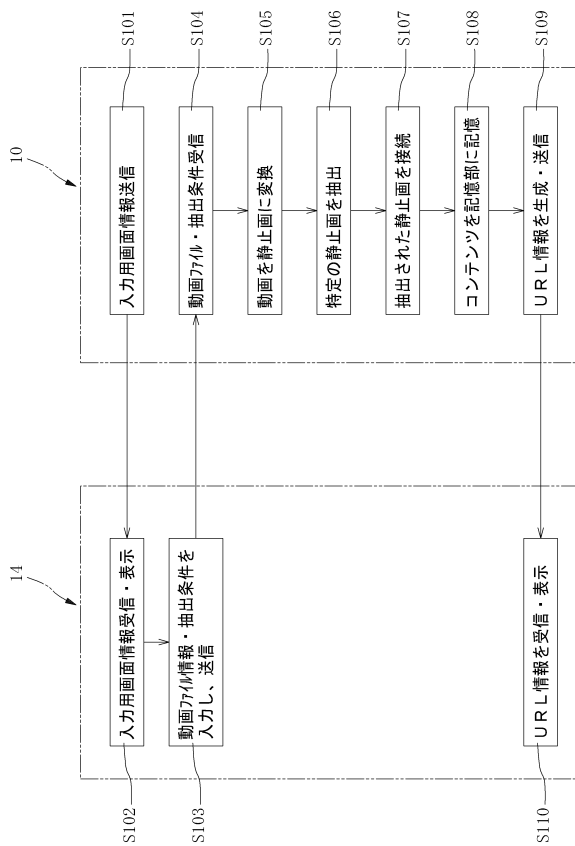 14
10
S102
入力用画面情報受信・表示
入力用画面情報送信
S101
S103
動画ファイル情報・抽出条件を
入力し、送信
動画ファイル・抽出条件受信
S104
動画を静止画に変換
S105
特定の静止画を抽出
S106
抽出された静止画を接続
S107
コンテンツを記憶部に記憶
S108
S110
URL情報を受信・表示
URL情報を生成・送信
S109